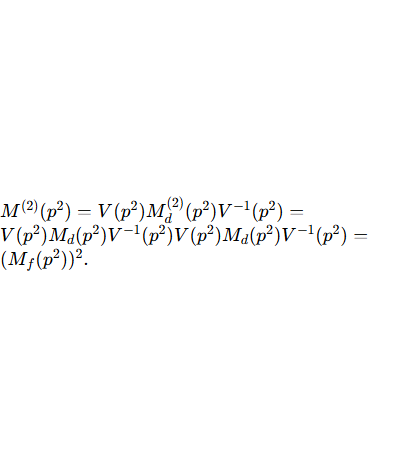 $M^{(2)}(p^2) = V(p^2)M_d^{(2)}(p^2)V^{-1}(p^2) =$
$V(p^2)M_d(p^2)V^{-1}(p^2)V(p^2)M_d(p^2)V^{-1}(p^2) =$
$(M_f(p^2))^2.$